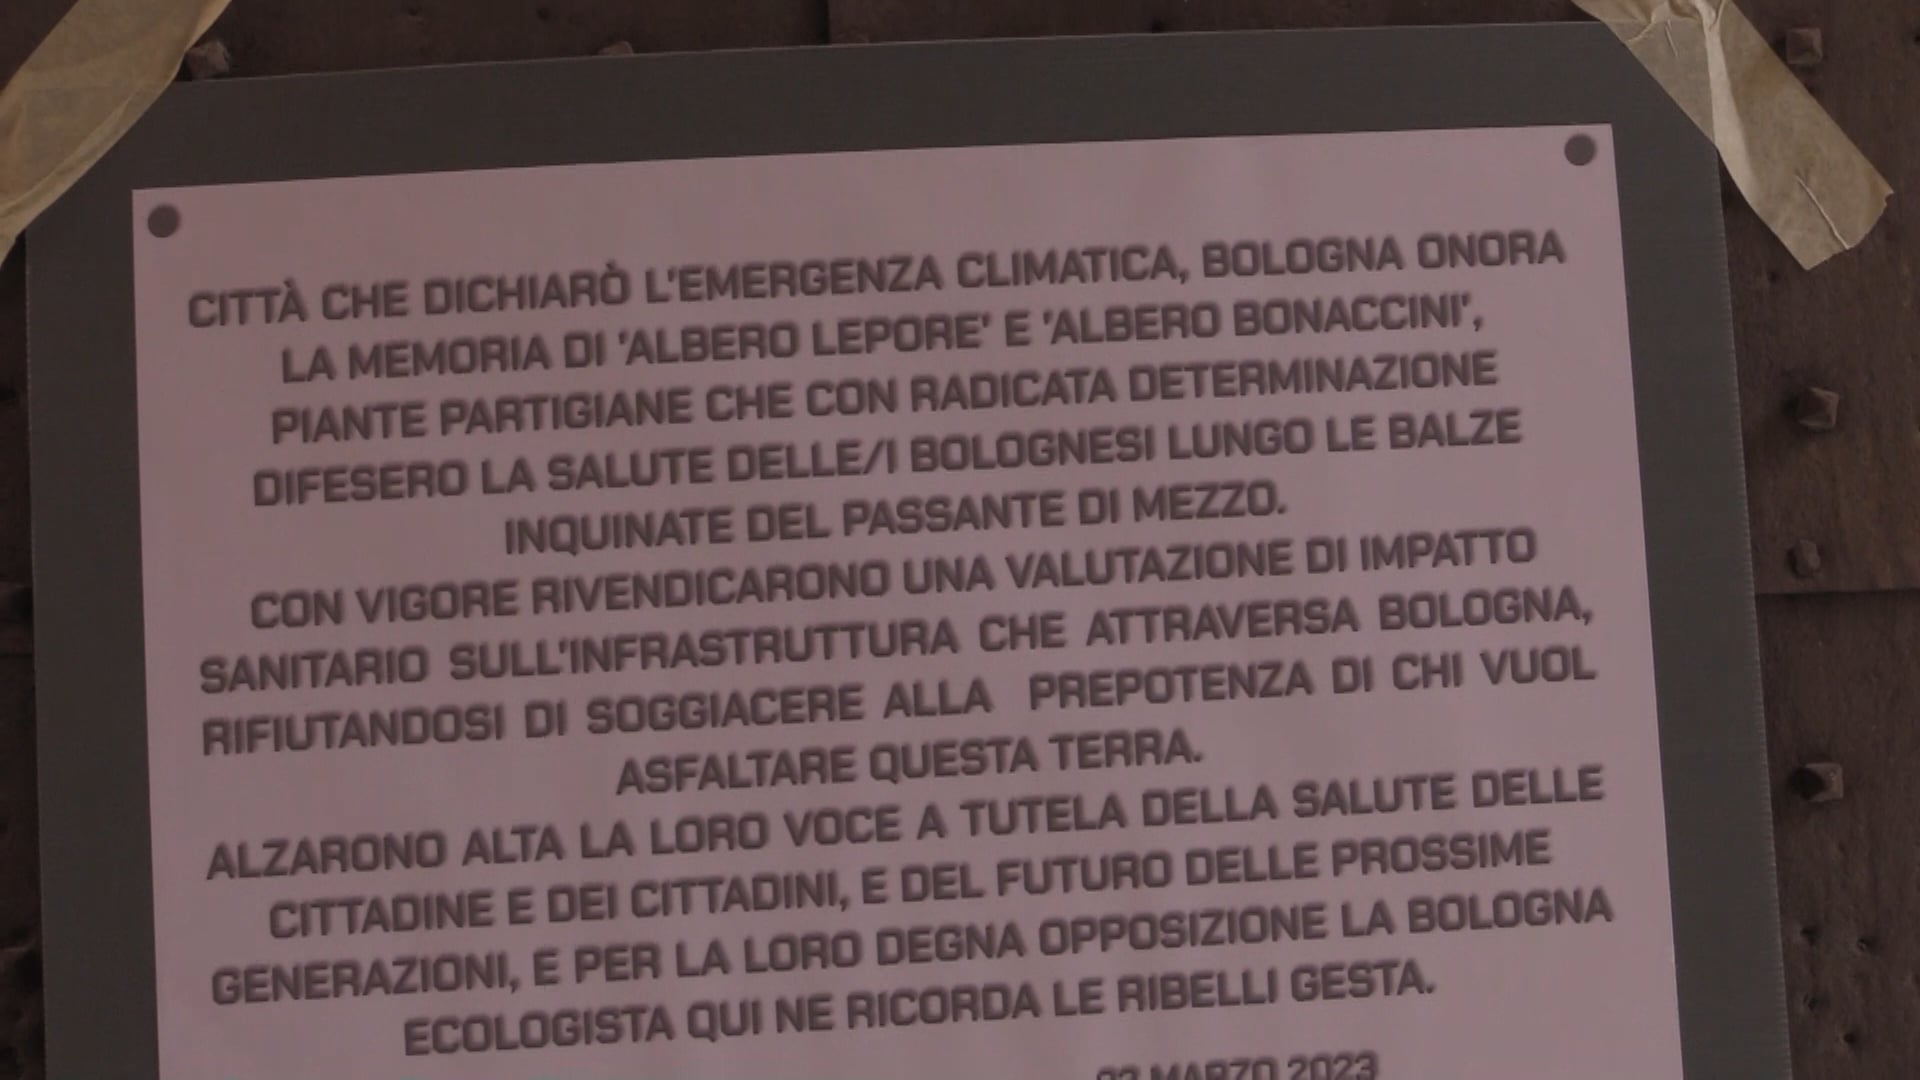 CITTÀ CHE DICHIARÒ L'EMERGENZA CLIMATICA, BOLOGNA ONORA
LA MEMORIA DI 'ALBERO LEPORE' E 'ALBERO BONACCINI',
PIANTE PARTIGIANE CHE CON RADICATA DETERMINAZIONE
DIFESERO LA SALUTE DELLE/I BOLOGNESI LUNGO LE BALZE
INQUINATE DEL PASSANTE DI MEZZO.
CON VIGORE RIVENDICARONO UNA VALUTAZIONE DI IMPATTO
SANITARIO SULL'INFRASTRUTTURA CHE ATTRAVERSA BOLOGNA,
RIFIUTANDOSI DI SOGGIACERE ALLA PREPOTENZA DI CHI VUOL
ASFALTARE QUESTA TERRA.
ALZARONO ALTA LA LORO VOCE A TUTELA DELLA SALUTE DELLE
CITTADINE E DEI CITTADINI, E DEL FUTURO DELLE PROSSIME
GENERAZIONI, E PER LA LORO DEGNA OPPOSIZIONE LA BOLOGNA
ECOLOGISTA QUI NE RICORDA LE RIBELLI GESTA.
MARZO 2023